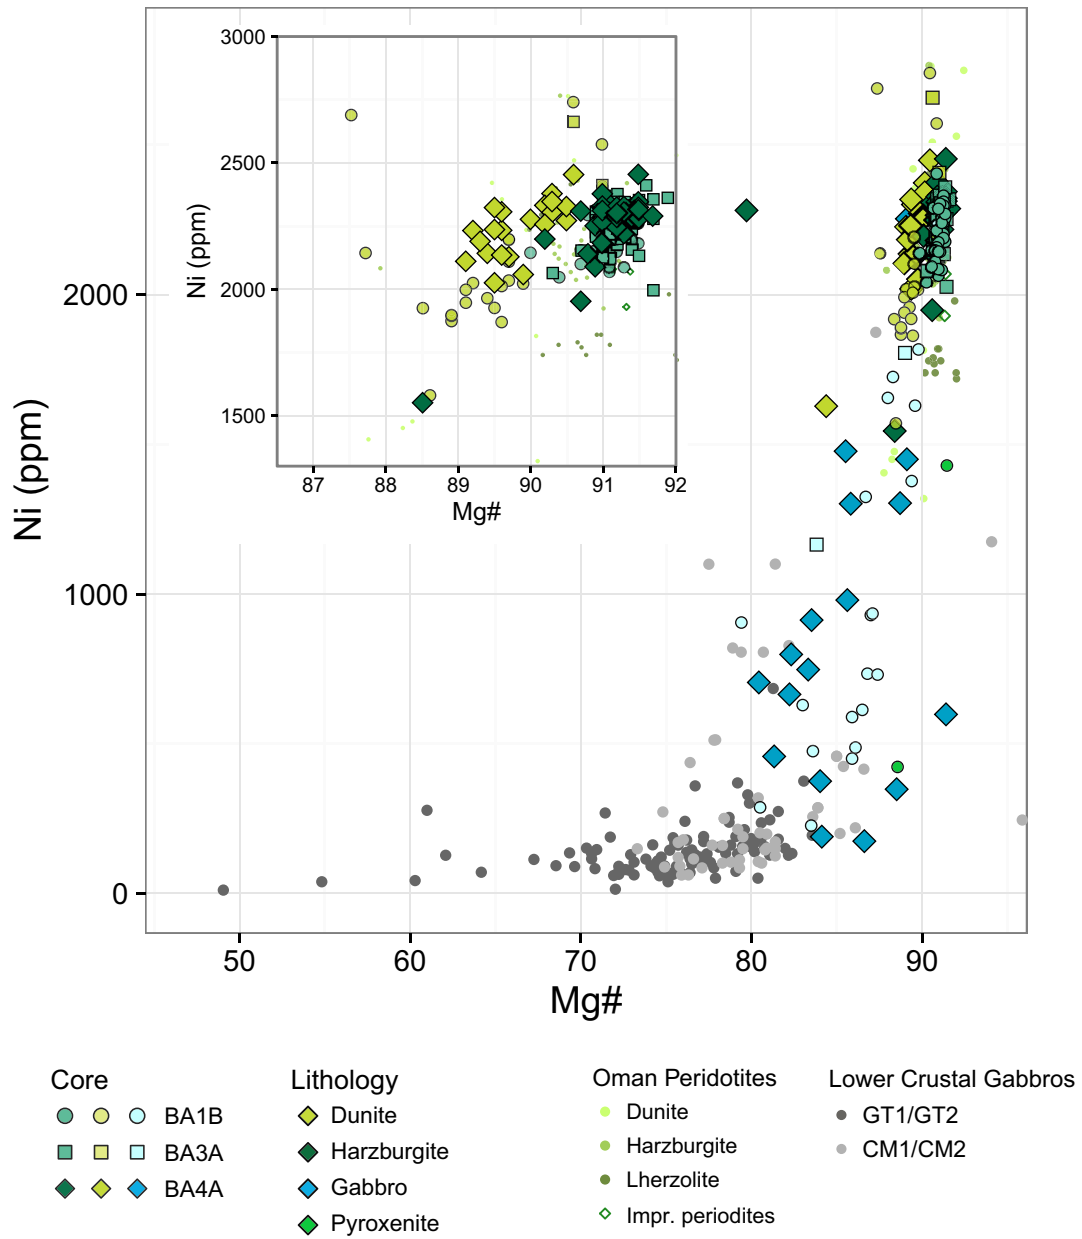 3000
2500
2000
1500
Ni (ppm)
87 88 89 90 91 92
Mg#
2000
1000
0
Ni (ppm)
50 60 70 80 90
Mg#
Core
BA1B
BA3A
BA4A
Lithology
Dunite
Harzburgite
Gabbro
Pyroxenite
Oman Peridotites
Dunite
Harzburgite
Lherzolite
Impr. periodites
Lower Crustal Gabbros
GT1/GT2
CM1/CM2